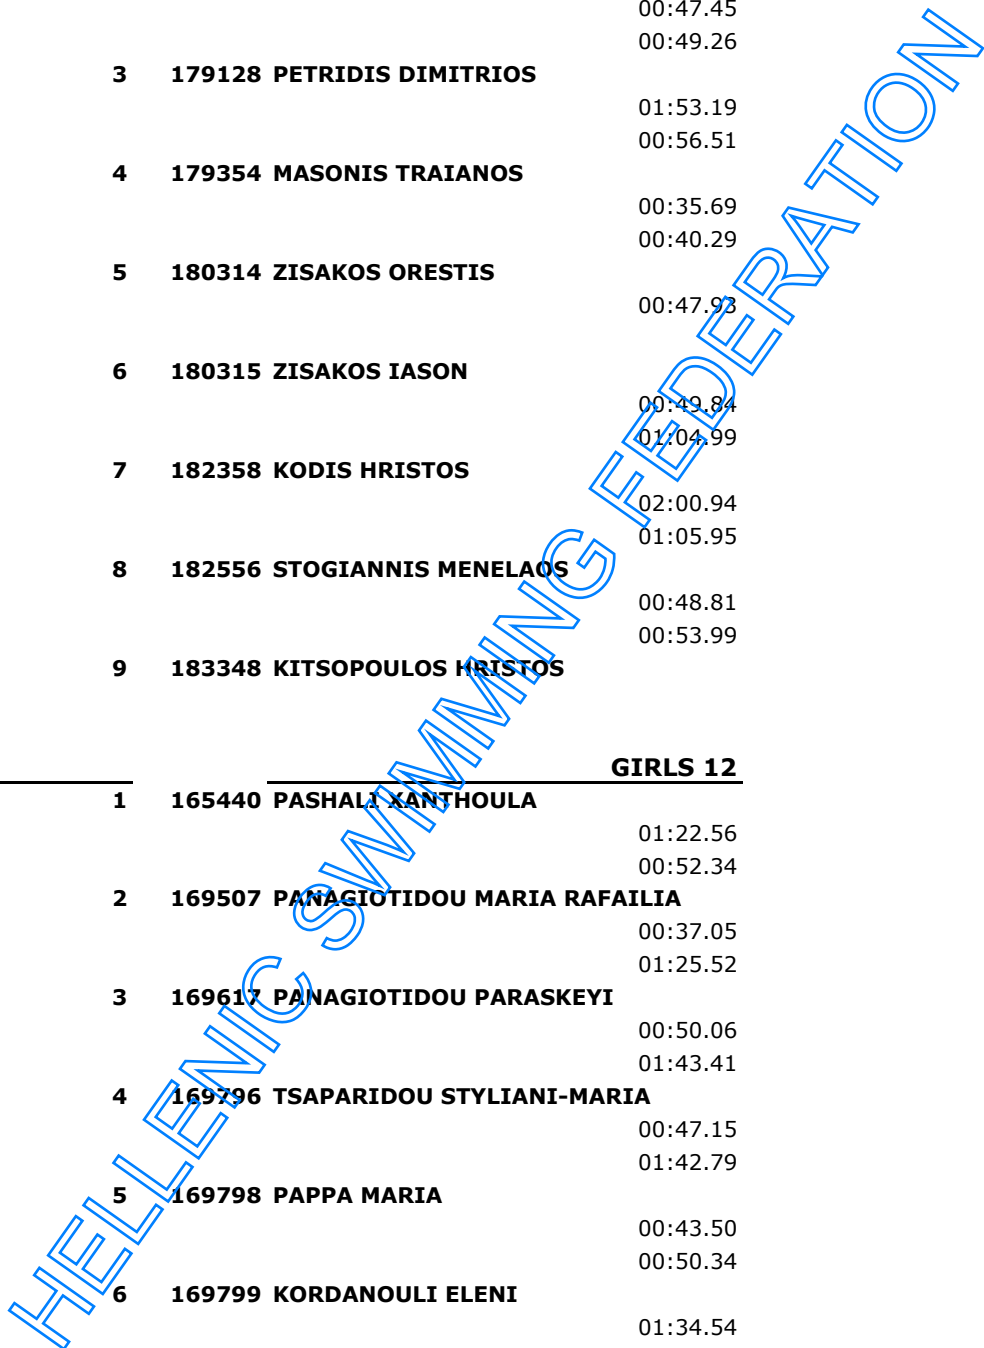 00:47.45
00:49.26
3 179128 PETRIDIS DIMITRIOS
01:53.19
00:56.51
4 179354 MASONIS TRAIANOS
00:35.69
00:40.29
5 180314 ZISAKOS ORESTIS
00:47.93
6 180315 ZISAKOS IASON
00:49.84
01:04.99
7 182358 KODIS HRISTOS
02:00.94
01:05.95
8 182556 STOGIANNIS MENELAOS
00:48.81
00:53.99
9 183348 KITSOPOULOS HRISTOS
GIRLS 12
1 165440 PASHALI XANTHOULA
01:22.56
00:52.34
2 169507 PANAGIOTIDOU MARIA RAFAILIA
00:37.05
01:25.52
3 169617 PANAGIOTIDOU PARASKEYI
00:50.06
01:43.41
4 169796 TSAPARIDOU STYLIANI-MARIA
00:47.15
01:42.79
5 169798 PAPPA MARIA
00:43.50
00:50.34
6 169799 KORDANOULI ELENI
01:34.54
HELLENIC SWIMMING FEDERATION